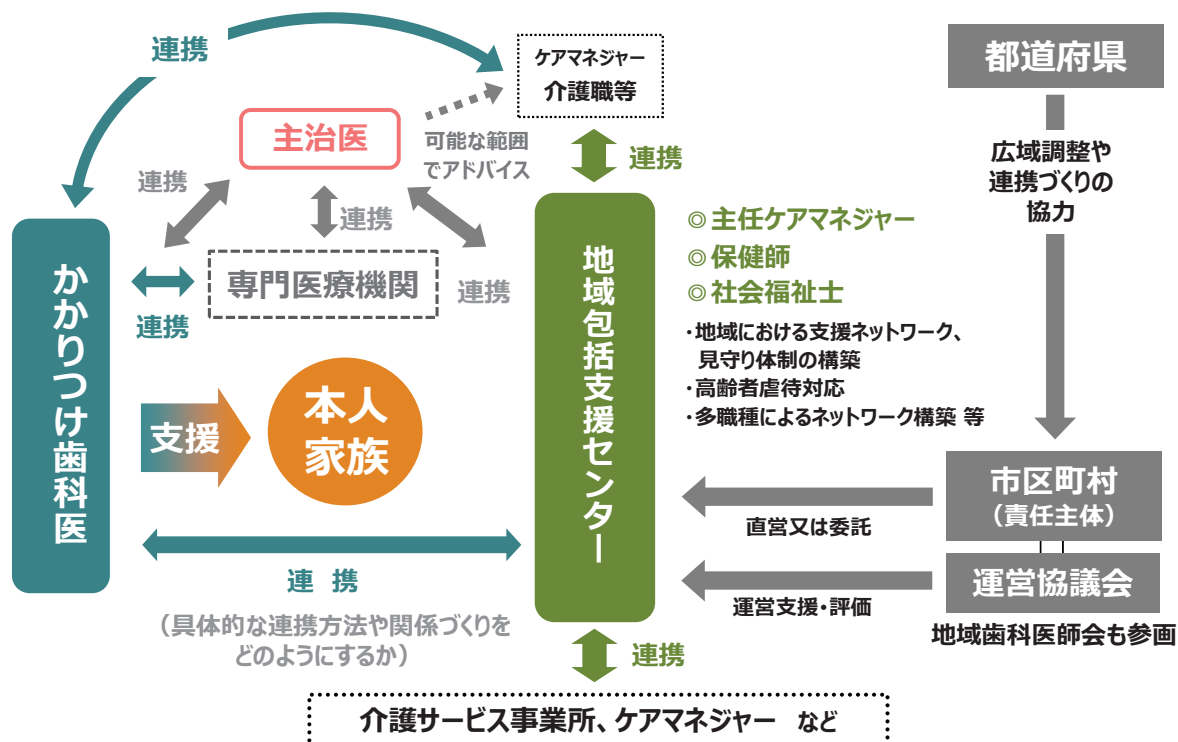 連携
ケアマネジャー
介護職等
都道府県
主治医
可能な範囲
でアドバイス
連携
広域調整や
連携づくりの
協力
連携
連携
連携
専門医療機関
連携
かかりつけ歯科医
地域包括支援センター
◎主任ケアマネジャー
◎保健師
◎社会福祉士
・地域における支援ネットワーク、
見守り体制の構築
・高齢者虐待対応
・多職種によるネットワーク構築 等
支援
本人
家族
市区町村
（責任主体）
直営又は委託
連 携
（具体的な連携方法や関係づくりを
どのようにするか）
運営協議会
運営支援・評価
地域歯科医師会も参画
連携
介護サービス事業所、ケアマネジャー など